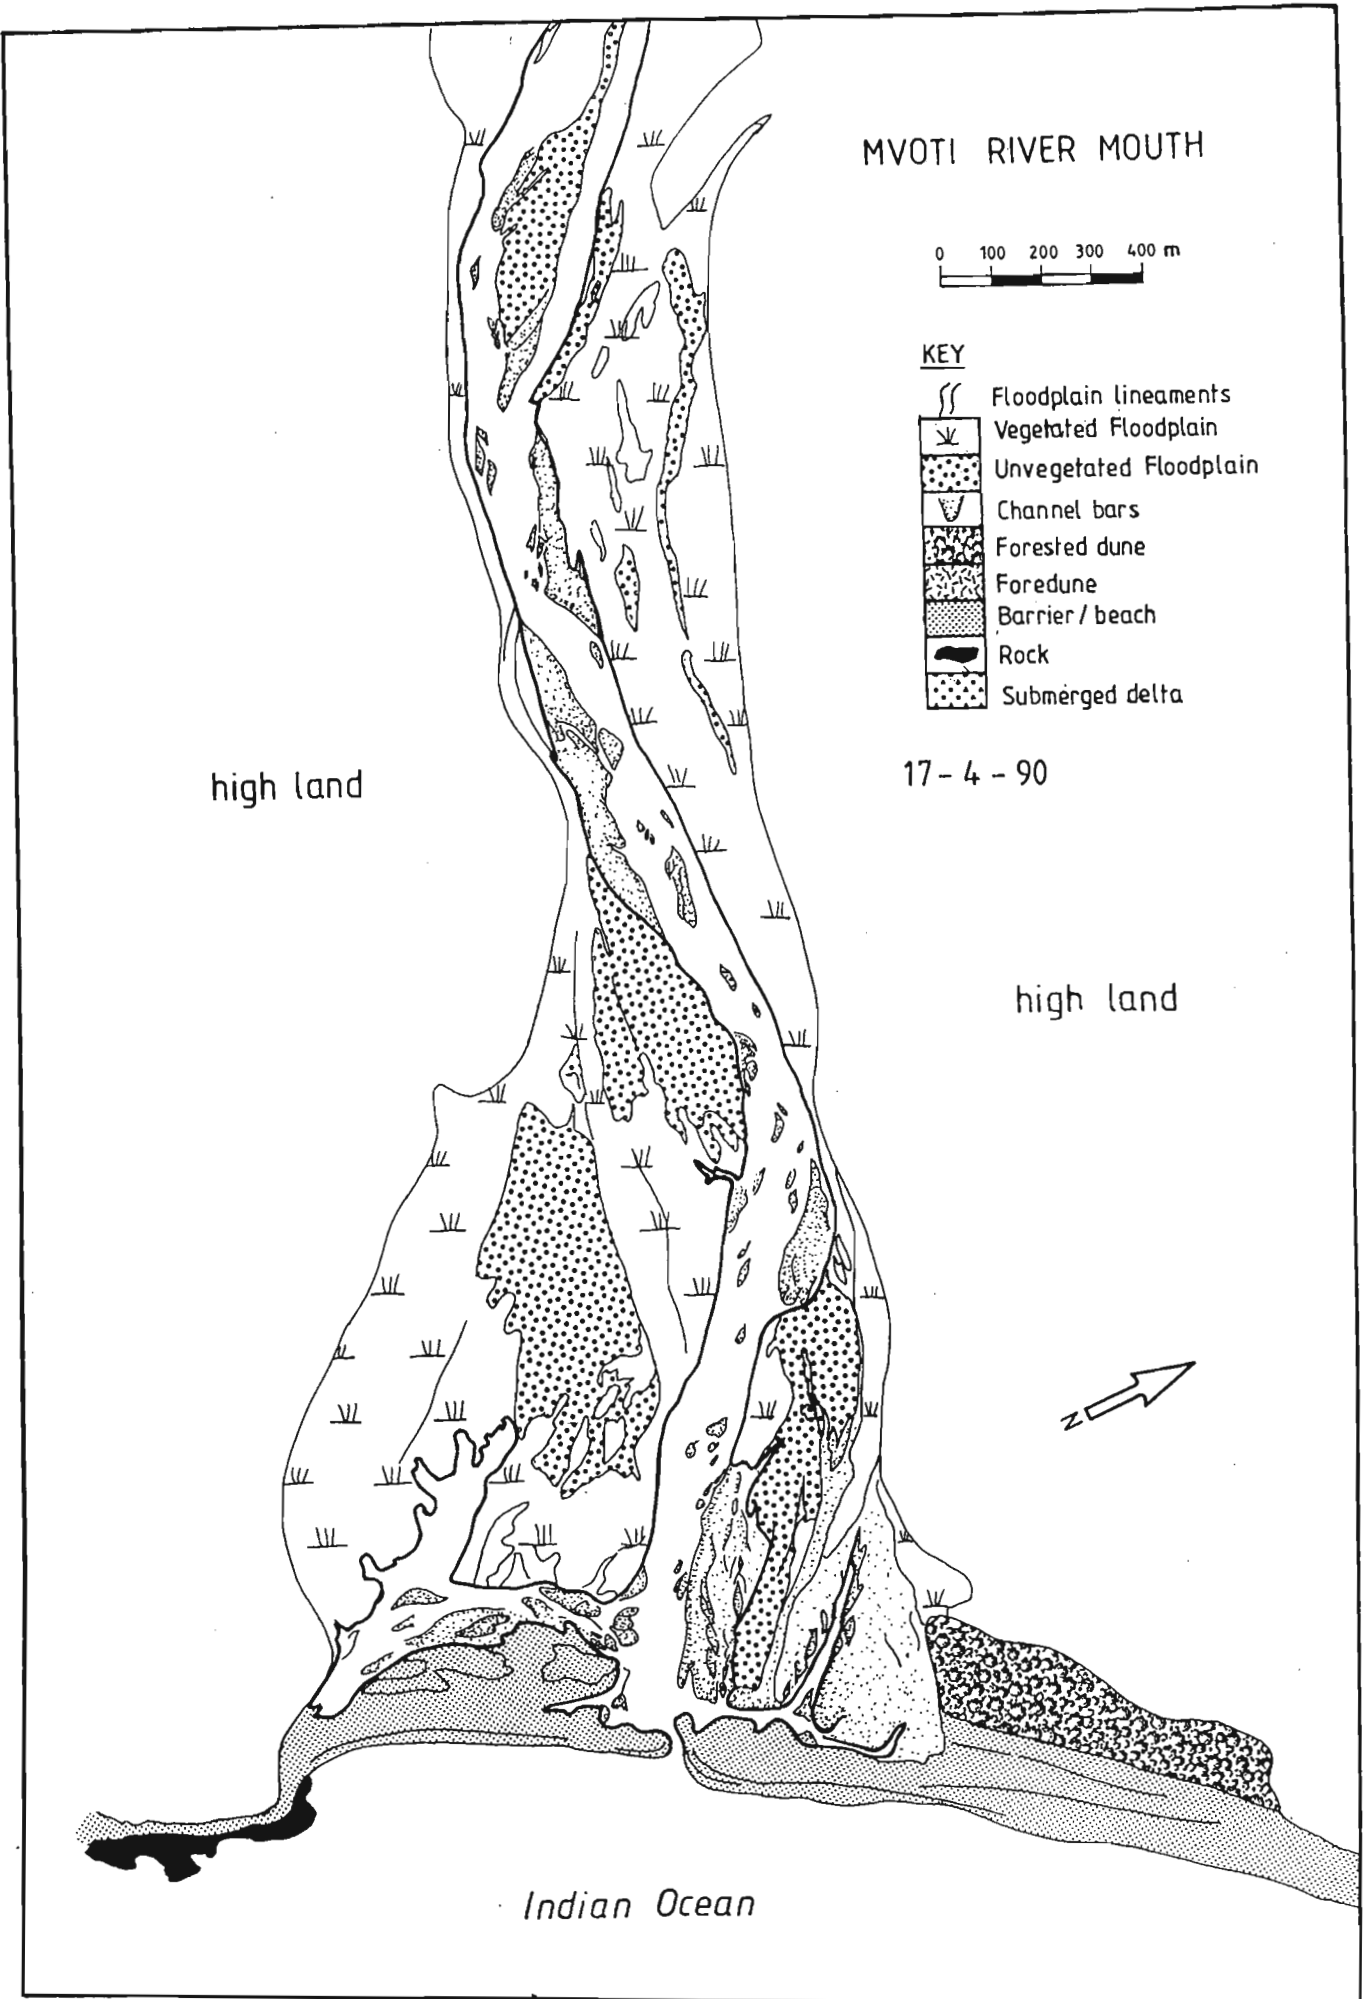 MVOTI RIVER MOUTH
0 100 200 300 400 m
KEY
Floodplain lineaments
Vegetated Floodplain
Unvegetated Floodplain
Channel bars
Forested dune
Foredune
Barrier / beach
Rock
Submerged delta
17 - 4 - 90
high land
high land
N
Indian Ocean